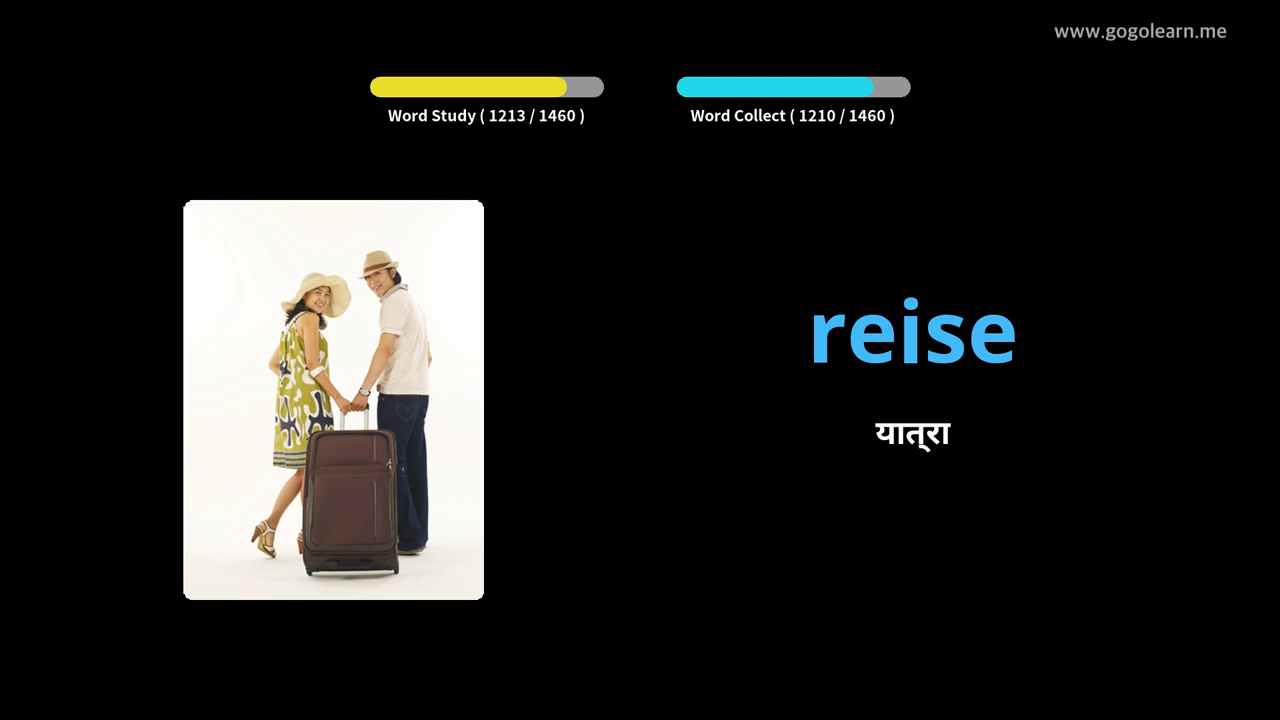 www.gogolearn.me
Word Study ( 1213 / 1460 )
Word Collect ( 1210 / 1460 )
reise
यात्रा